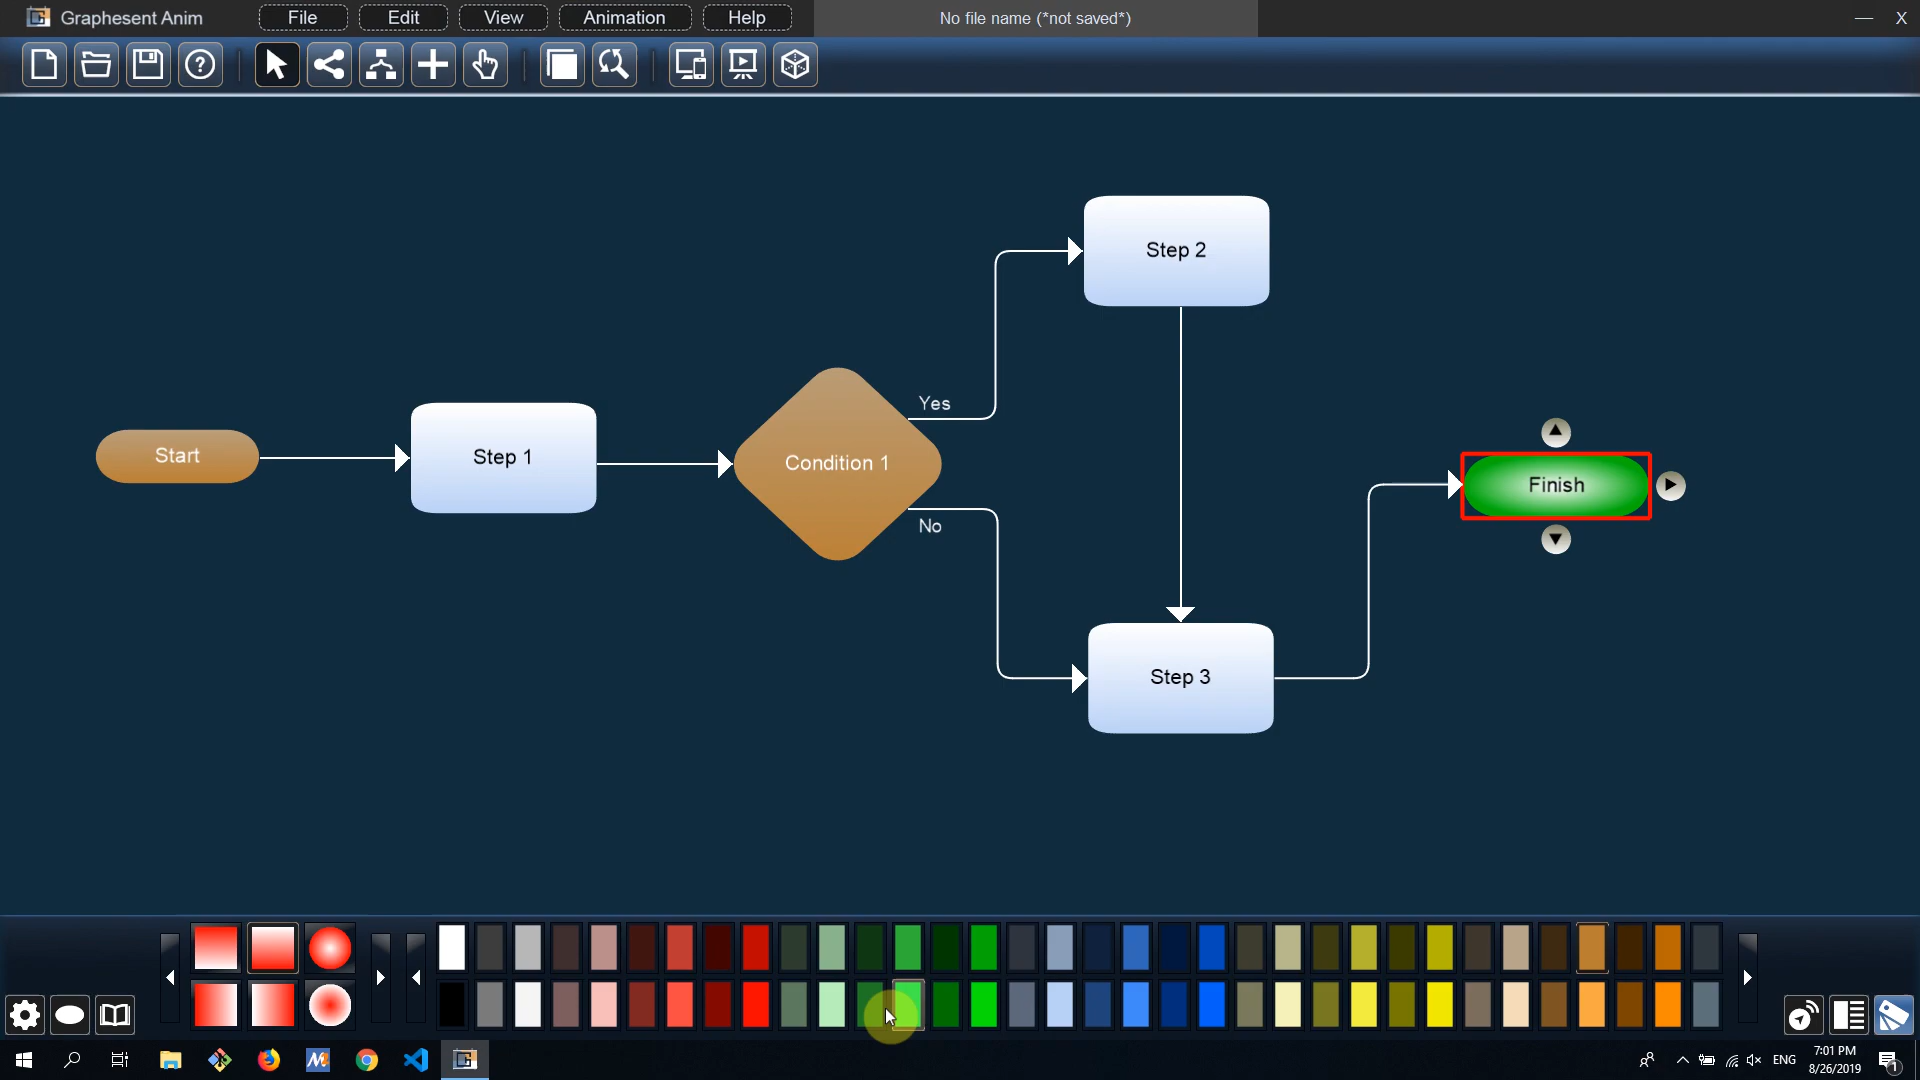 Graphesent Anim
File
Edit
View
Animation
Help
No file name (*not saved*)
X
Step 2
Yes
Start
Step 1
Condition 1
Finish
No
Step 3
ENG
7:01 PM
8/26/2019
1